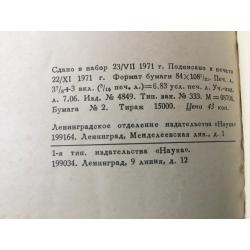 Сдано в набор 23/VII 1971 г. Подписано к печати
22/XI 1971 г. Формат бумаги 84×108¹/₃₂. Печ. л.
3⁷/₈+3 вкл. (³/₁₆ печ. л.)=6.83 усл. печ. л. Уч.-изд.
л. 7.06. Изд. № 4849. Тип. зак. № 333.
Бумага № 2. Тираж 15000. Цена 43 коп.
Ленинградское отделение издательства «Наука»
199164. Ленинград, Менделеевская лин., д. 1
1-я тип. издательства «Наука».
199034. Ленинград, 9 линия, д. 12